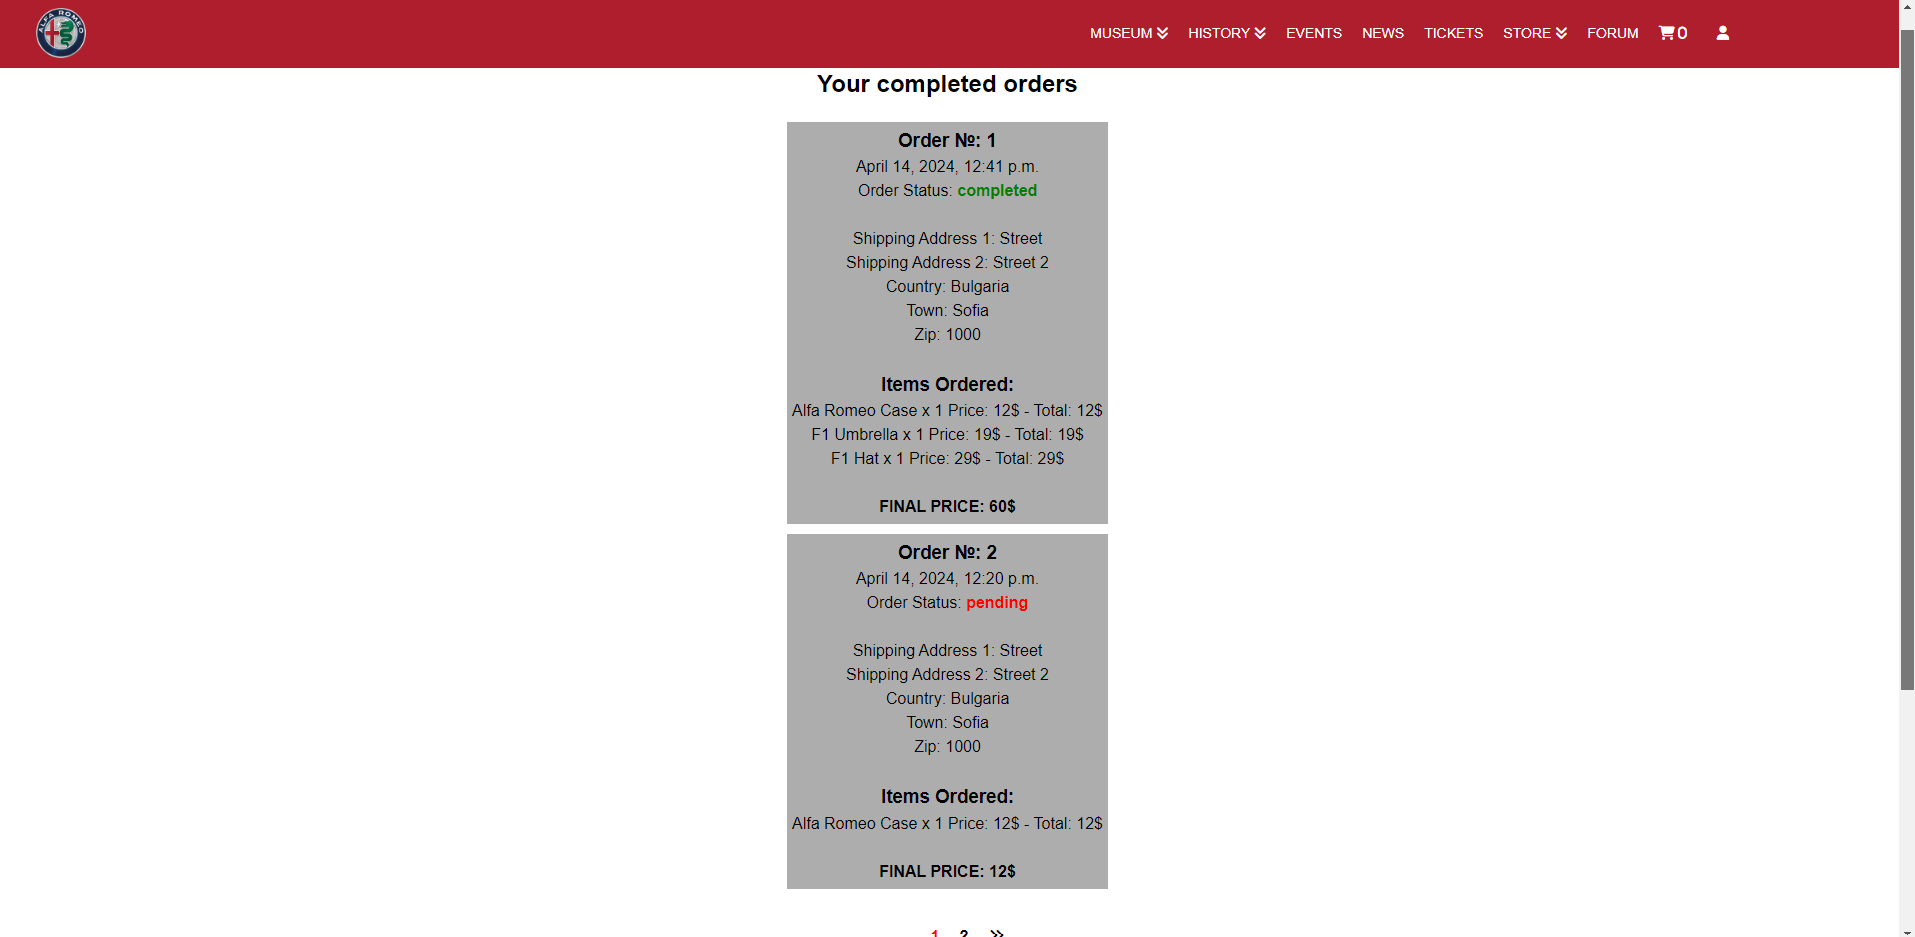 ALFA ROMEO
MUSEUM HISTORY EVENTS NEWS TICKETS STORE FORUM 0
Your completed orders
Order №: 1
April 14, 2024, 12:41 p.m.
Order Status: completed
Shipping Address 1: Street
Shipping Address 2: Street 2
Country: Bulgaria
Town: Sofia
Zip: 1000
Items Ordered:
Alfa Romeo Case x 1 Price: 12$ - Total: 12$
F1 Umbrella x 1 Price: 19$ - Total: 19$
F1 Hat x 1 Price: 29$ - Total: 29$
FINAL PRICE: 60$
Order №: 2
April 14, 2024, 12:20 p.m.
Order Status: pending
Shipping Address 1: Street
Shipping Address 2: Street 2
Country: Bulgaria
Town: Sofia
Zip: 1000
Items Ordered:
Alfa Romeo Case x 1 Price: 12$ - Total: 12$
FINAL PRICE: 12$
1 2 »